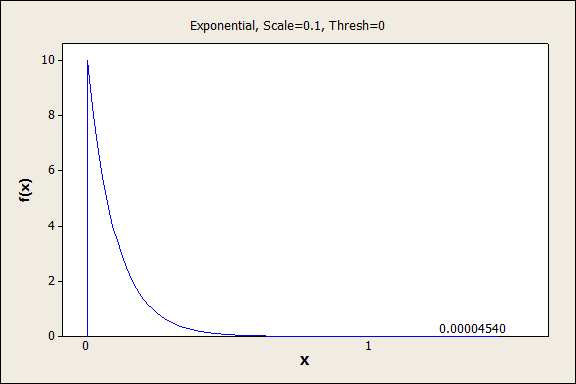 Exponential, Scale=0.1, Thresh=0
10
8
6
4
2
0
f(x)
0.00004540
0 1
X